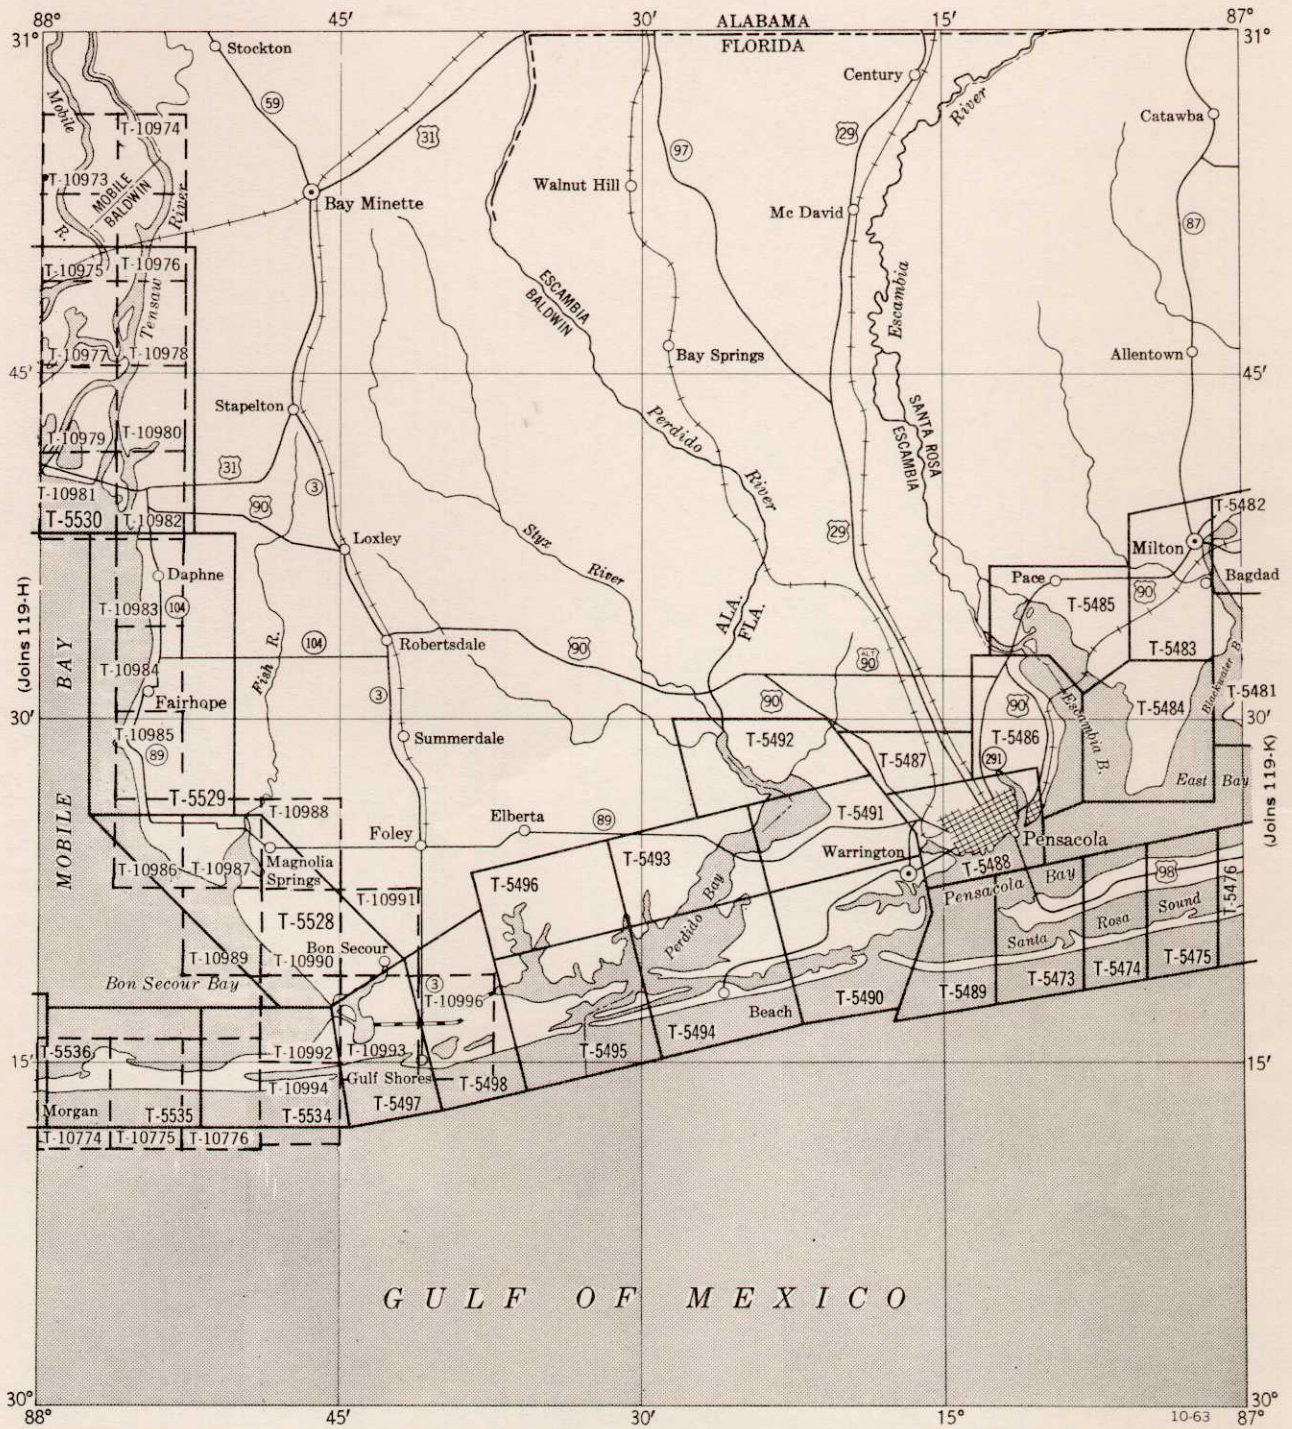 88°
45'
30'
ALABAMA
15'
87°
31°
FLORIDA
31°
Stockton
Century
River
Catawba
Mobile
59
31
29
T-10974
97
T-10973
MOBILE
BALDWIN
River
R.
Bay Minette
Walnut Hill
Mc David
87
T-10975
T-10976
Tensaw
ESCAMBIA
BALDWIN
Escambia
T-10977
T-10978
Bay Springs
Allentown
45'
45'
Stapelton
Perdido
River
SANTA ROSA
ESCAMBIA
T-10979
T-10980
31
3
90
T-10981
T-5530
T-10982
29
T-5482
Loxley
Styx
River
Milton
Daphne
Pace
Bagdad
90
(Joins 119-H)
T-10983
104
T-5485
ALA.
FLA.
Fish R.
104
Robertsdale
90
ALT
90
T-5483
BAY
T-10984
Fairhope
3
90
90
Escambia B.
T-5484
Blackwater B.
T-5481
30'
30'
T-10985
89
Summerdale
T-5492
T-5487
T-5486
291
East Bay
(Joins 119-K)
MOBILE
T-5529
T-10988
Foley
Elberta
89
T-5491
Pensacola
T-10986
T-10987
Magnolia
Springs
T-5493
Warrington
T-5488
T-5496
T-10991
Pensacola Bay
98
T-5476
T-5528
Perdido Bay
Santa Rosa Sound
T-10989
T-10990
Bon Secour
Bon Secour Bay
3
T-10996
T-5489
T-5473
T-5474
T-5475
Beach
T-5490
T-5494
T-5536
T-10992
T-10993
T-5495
15'
15'
T-10994
Gulf Shores
T-5498
T-5497
Morgan
T-5535
T-5534
T-10774
T-10775
T-10776
GULF OF MEXICO
30°
30°
88°
45'
30'
15°
10-63
87°